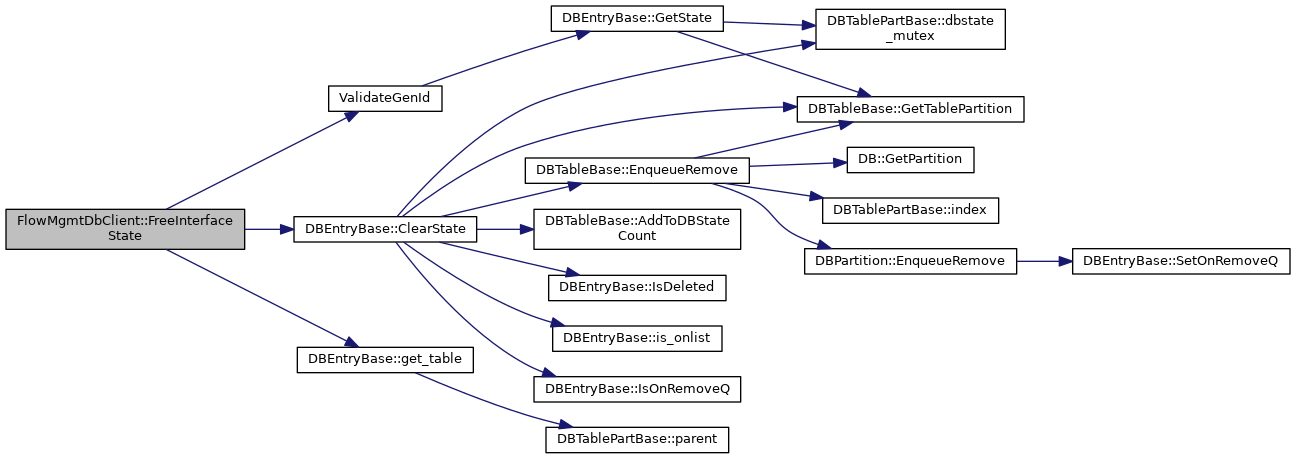 FlowMgmtDbClient::FreeInterface
State
ValidateGenId
DBEntryBase::ClearState
DBEntryBase::get_table
DBEntryBase::GetState
DBTableBase::EnqueueRemove
DBTableBase::AddToDBState
Count
DBEntryBase::IsDeleted
DBEntryBase::is_onlist
DBEntryBase::IsOnRemoveQ
DBTablePartBase::parent
DBTablePartBase::dbstate
_mutex
DBTableBase::GetTablePartition
DB::GetPartition
DBTablePartBase::index
DBPartition::EnqueueRemove
DBEntryBase::SetOnRemoveQ